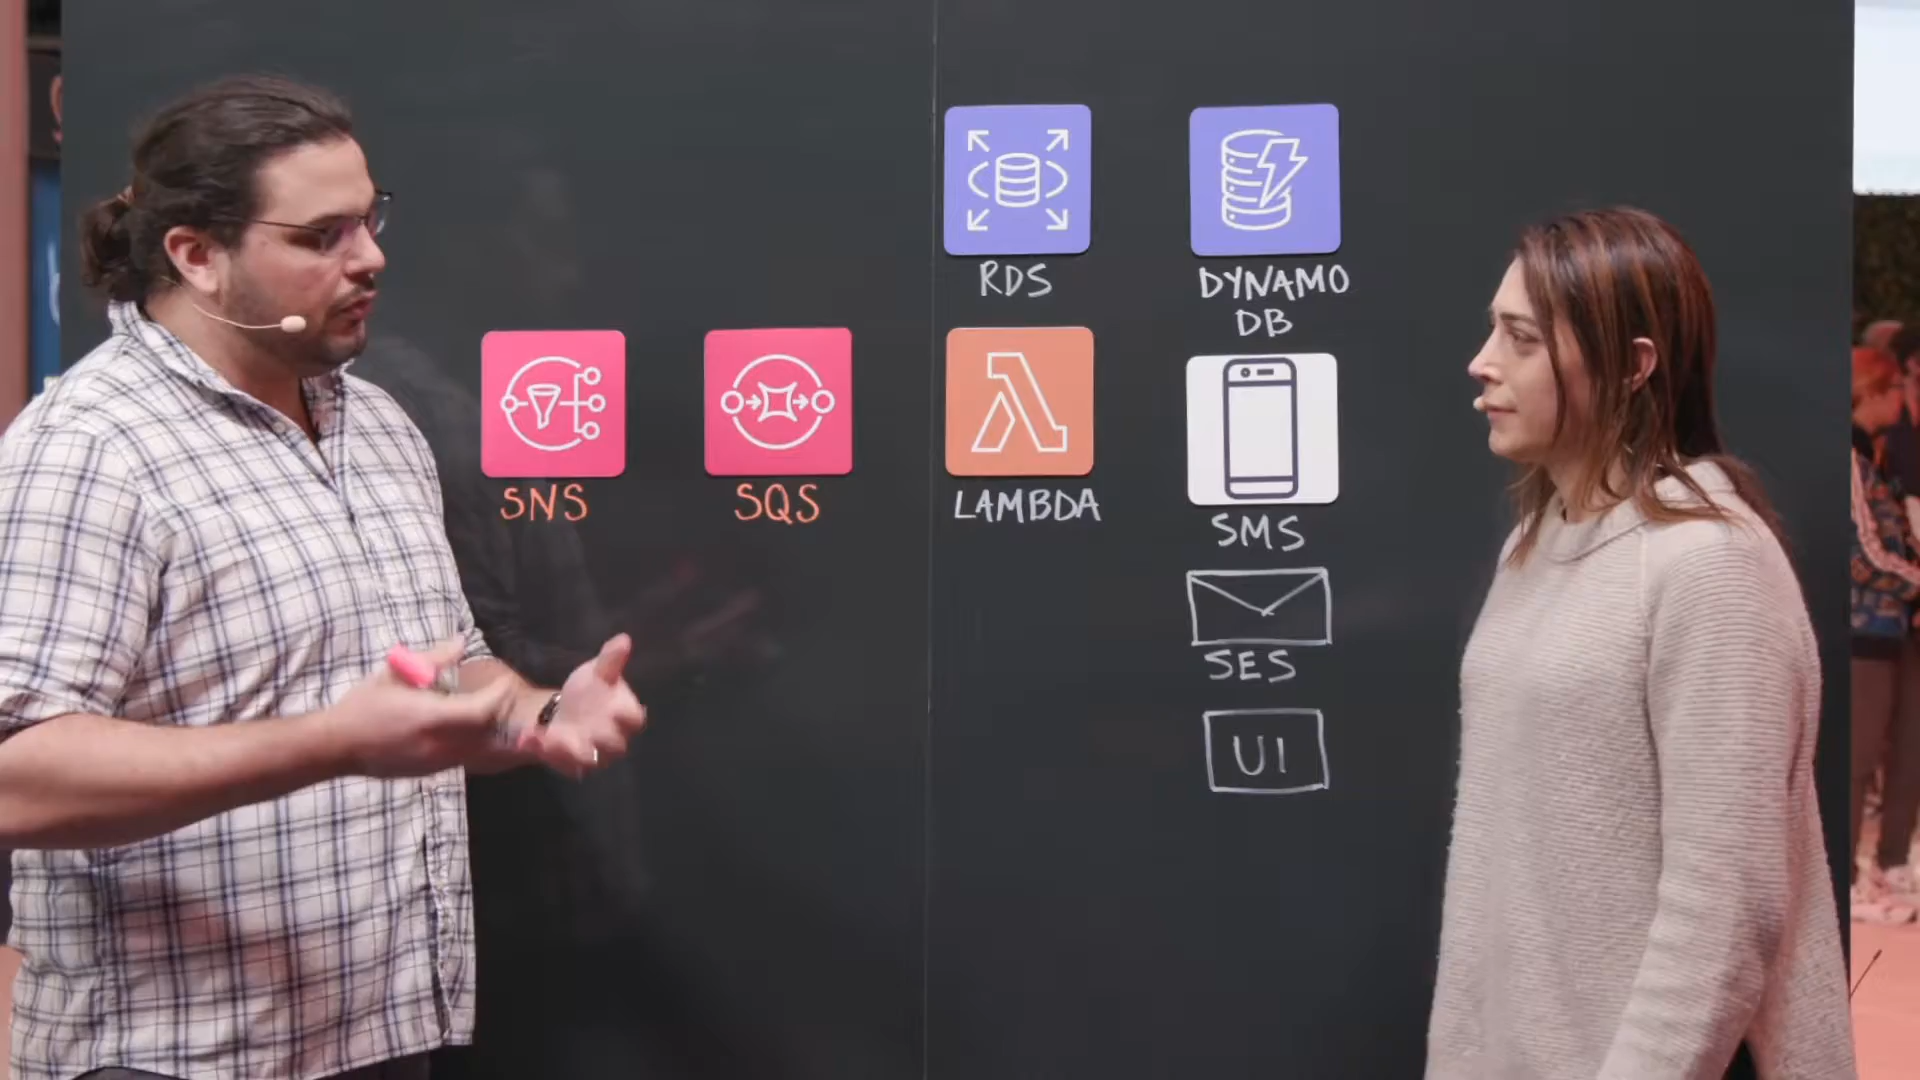 RDS
DYNAMO
DB
SNS
SQS
LAMBDA
SMS
SES
UI